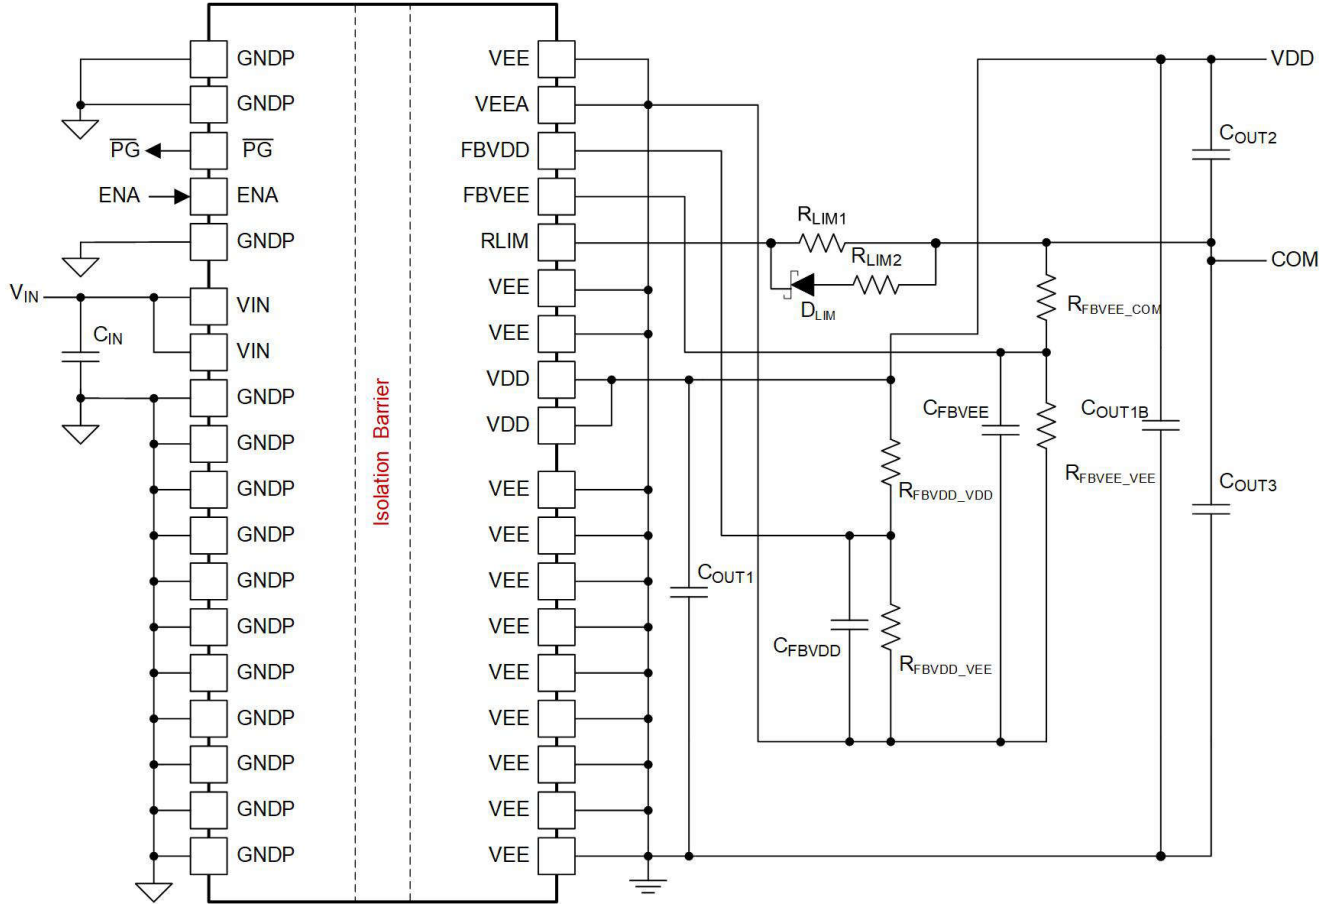 GNDP VEE VDD
GNDP VEEA
PG PG FBVDD COUT2
ENA ENA FBVEE
RLIM1
GNDP RLIM
RLIM2 COM
VIN VEE
VIN DLIM RFBVEE_COM
CIN VEE
VIN
VDD
GNDP CFBVEE COUT1B
VDD
GNDP
RFBVEE_VEE COUT3
GNDP VEE RFBVDD_VDD
Isolation Barrier
GNDP VEE
GNDP VEE COUT1
GNDP VEE
CFBVDD RFBVDD_VEE
GNDP VEE
GNDP VEE
GNDP VEE
GNDP VEE
GNDP VEE